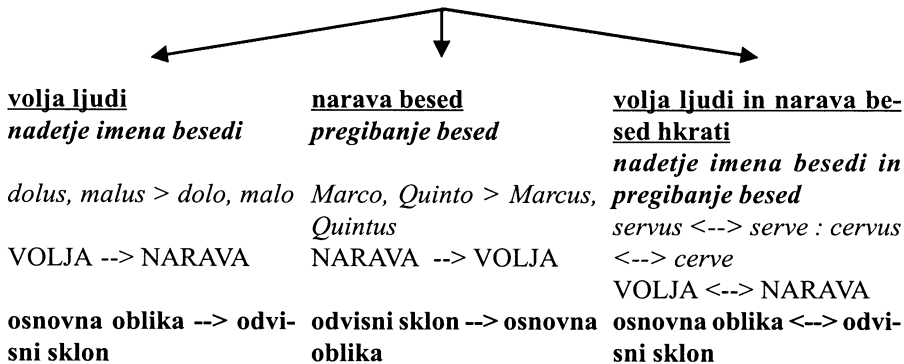 volja ljudi
nadetje imena besedi
dolus, malus > dolo, malo
VOLJA --> NARAVA
osnovna oblika --> odvi-
sni sklon
narava besed
pregibanje besed
Marco, Quinto > Marcus,
Quintus
NARAVA --> VOLJA
odvisni sklon --> osnovna
oblika
volja ljudi in narava be-
sed hkrati
nadetje imena besedi in
pregibanje besed
servus <--> serve : cervus
<--> cerve
VOLJA <--> NARAVA
osnovna oblika <--> odvi-
sni sklon